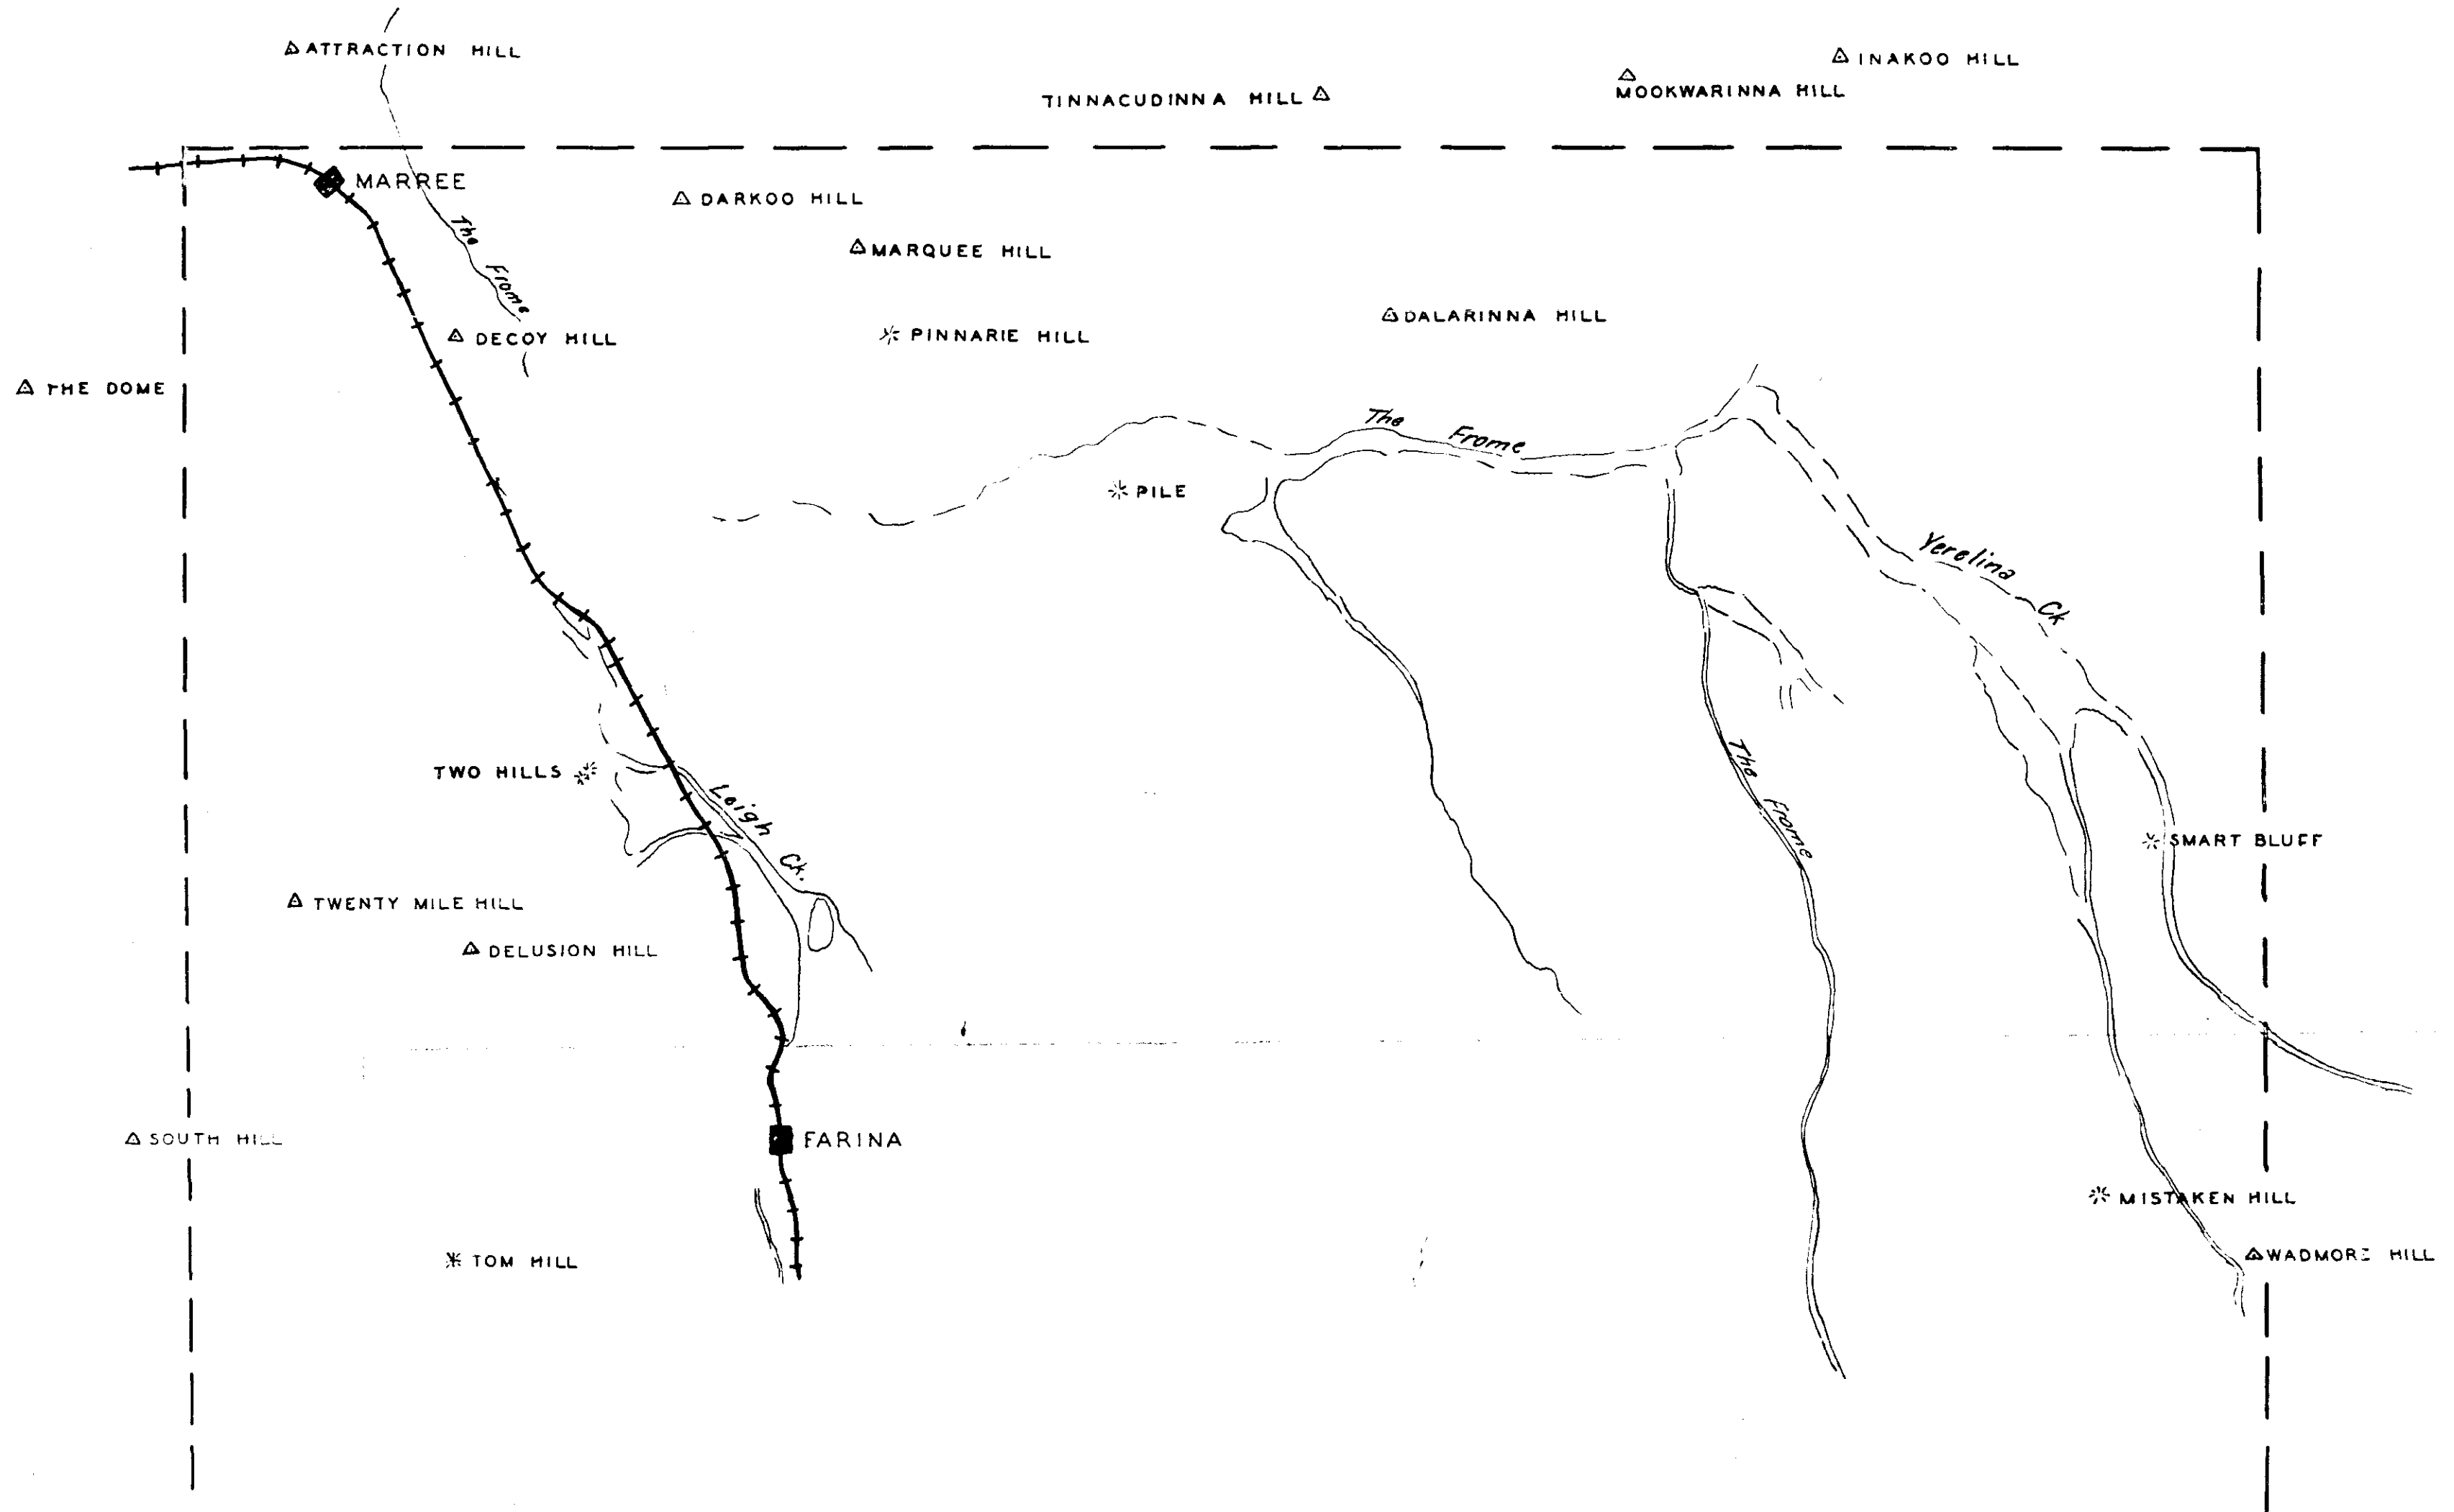 ATTRACTION HILL
INAKOO HILL
TINNACUDINNA HILL
MOOKWARINNA HILL
MARREE
DARKOO HILL
The Frome
MARQUEE HILL
DALARINNA HILL
DECOY HILL
PINNARIE HILL
THE DOME
The Frome
PILE
Yerelina Ck
TWO HILLS
Leigh Ck.
The Frome
SMART BLUFF
TWENTY MILE HILL
DELUSION HILL
SOUTH HILL
FARINA
MISTAKEN HILL
TOM HILL
WADMORE HILL